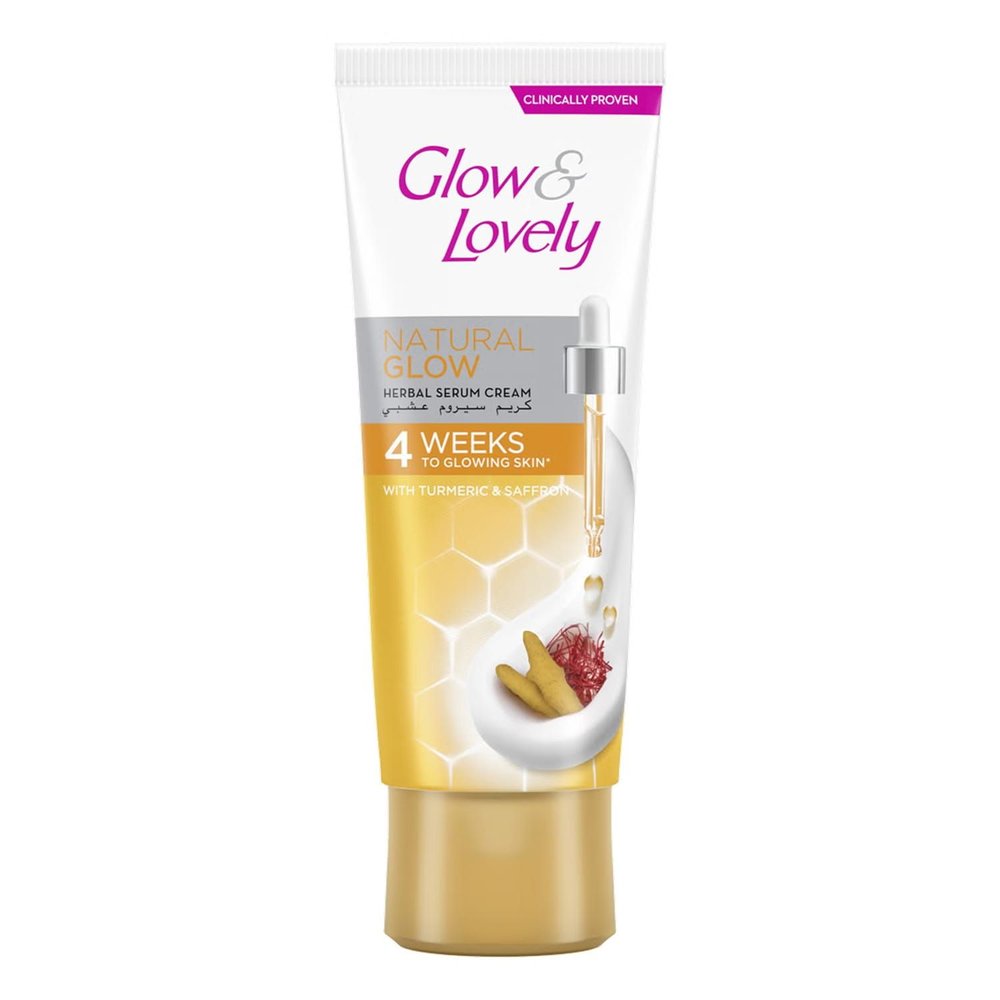 CLINICALLY PROVEN
Glow &
Lovely
NATURAL
GLOW
HERBAL SERUM CREAM
كريم سيروم عشبي
4 WEEKS
TO GLOWING SKIN*
WITH TURMERIC & SAFFRON